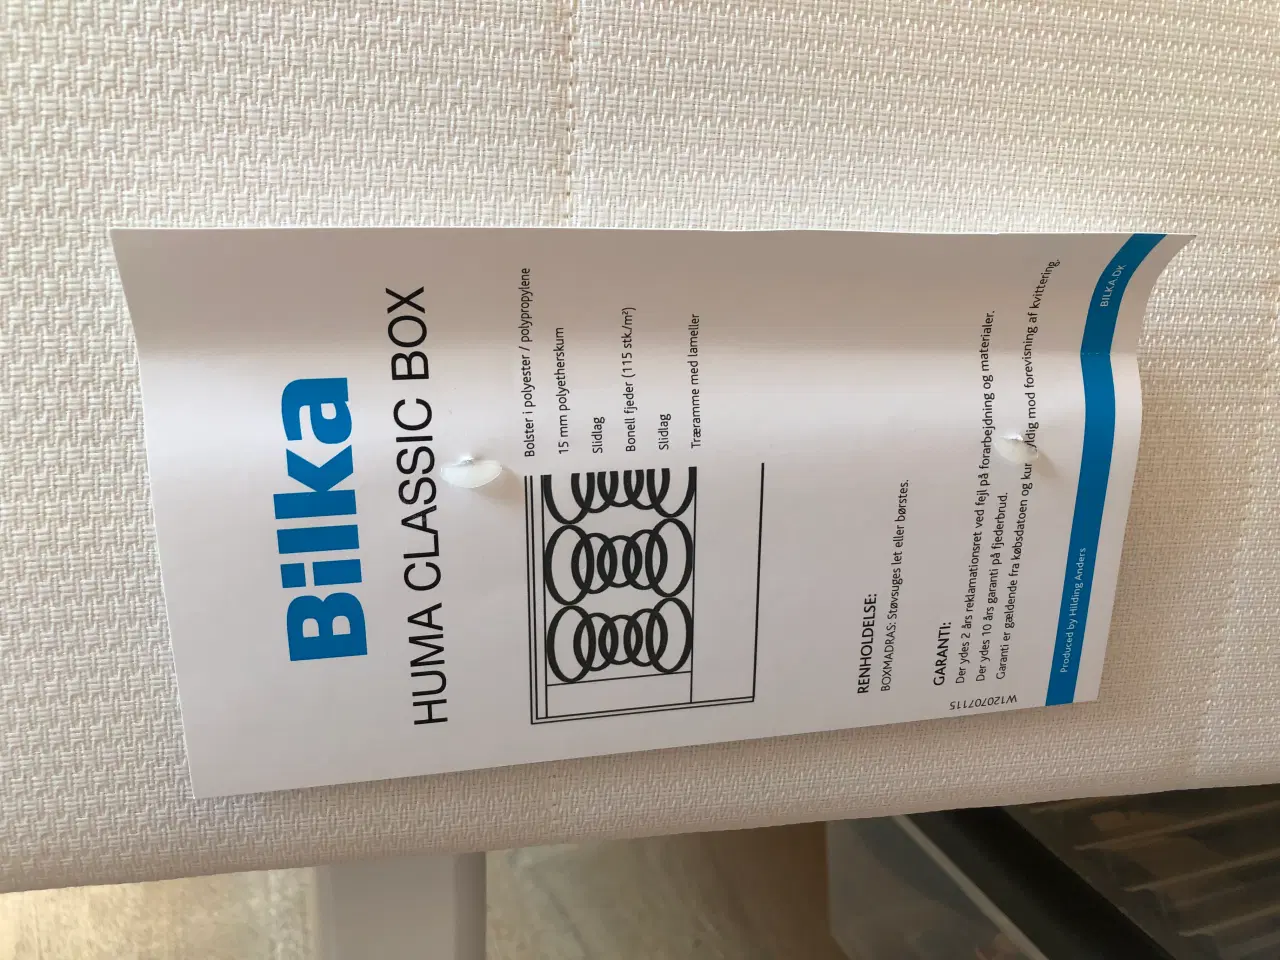 Bilka
HUMA CLASSIC BOX
Bolster i polyester / polypropylene
15 mm polyetherskum
Slidlag
Bonell fjeder (115 stk./m²)
Slidlag
Træramme med lameller
RENHOLDELSE:
BOXMADRAS: Støvsuges let eller børstes.
GARANTI:
Der ydes 2 års reklamationsret ved fejl på forarbejdning og materialer.
Der ydes 10 års garanti på fjederbrud.
Garanti er gældende fra købsdatoen og kun mod forevisning af kvittering.
W120707115
Produced by Hilding Anders
BILKA.DK